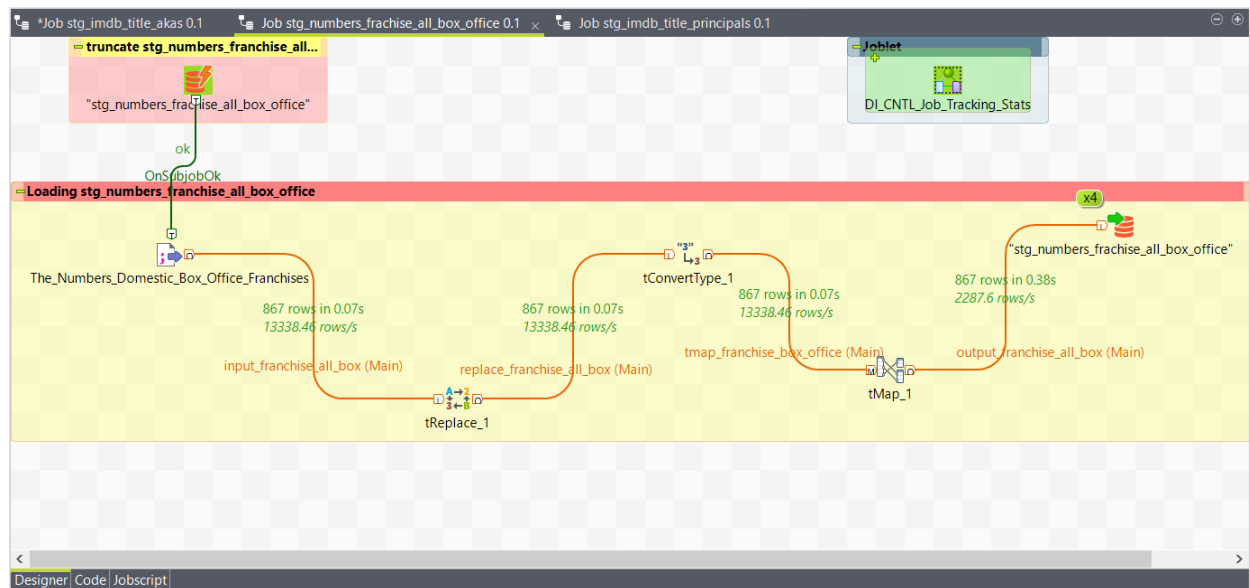 *Job stg_imdb_title_akas 0.1
Job stg_numbers_frachise_all_box_office 0.1
Job stg_imdb_title_principals 0.1
truncate stg_numbers_franchise_all...
"stg_numbers_frachise_all_box_office"
Joblet
DI_CNTL_Job_Tracking_Stats
ok
OnSubjobOk
Loading stg_numbers_franchise_all_box_office
x4
"stg_numbers_frachise_all_box_office"
The_Numbers_Domestic_Box_Office_Franchises
"3"
3
tConvertType_1
867 rows in 0.07s
13338.46 rows/s
867 rows in 0.07s
13338.46 rows/s
867 rows in 0.07s
13338.46 rows/s
867 rows in 0.38s
2287.6 rows/s
input_franchise_all_box (Main)
replace_franchise_all_box (Main)
tmap_franchise_box_office (Main)
output_franchise_all_box (Main)
A 2
3 B
tReplace_1
tMap_1
Designer
Code
Jobscript